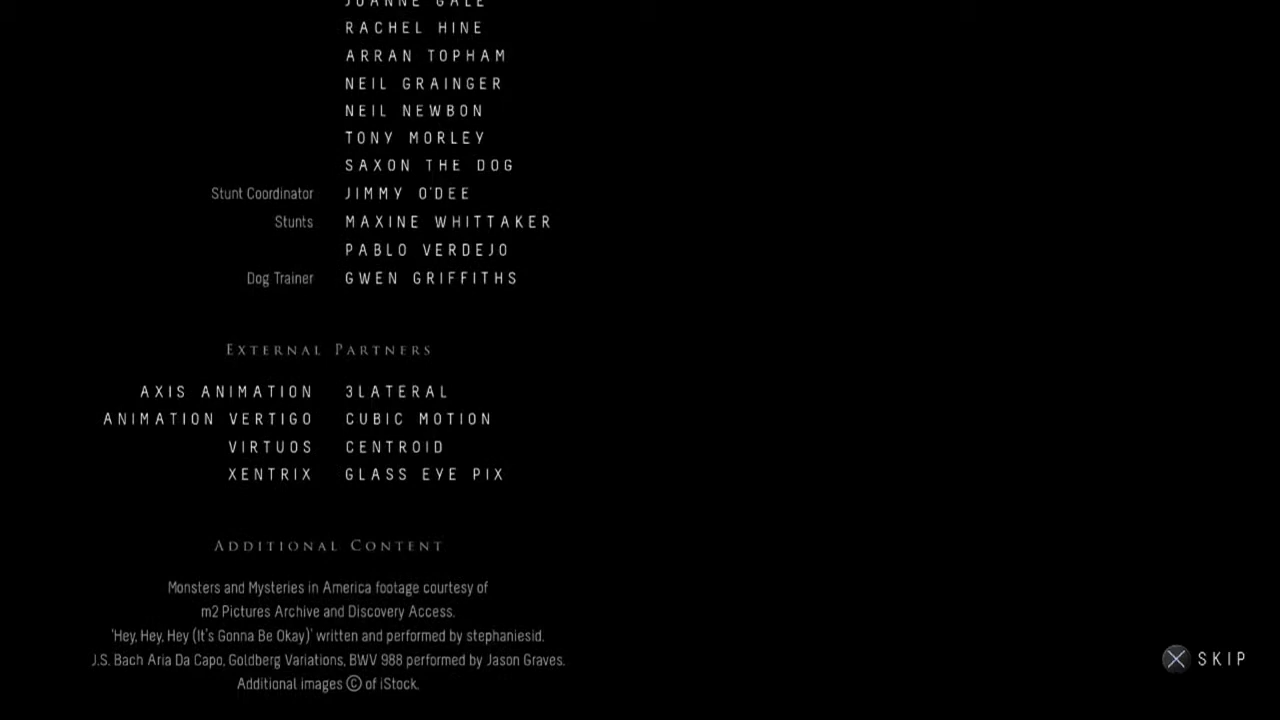 JOANNE GALE
RACHEL HINE
ARRAN TOPHAM
NEIL GRAINGER
NEIL NEWBON
TONY MORLEY
SAXON THE DOG
Stunt Coordinator JIMMY O'DEE
Stunts MAXINE WHITTAKER
PABLO VERDEJO
Dog Trainer GWEN GRIFFITHS
EXTERNAL PARTNERS
AXIS ANIMATION 3LATERAL
ANIMATION VERTIGO CUBIC MOTION
VIRTUOS CENTROID
XENTRIX GLASS EYE PIX
ADDITIONAL CONTENT
Monsters and Mysteries in America footage courtesy of
m2 Pictures Archive and Discovery Access.
'Hey, Hey, Hey (It's Gonna Be Okay)' written and performed by stephaniesid.
J.S. Bach Aria Da Capo, Goldberg Variations, BWV 988 performed by Jason Graves.
Additional images © of iStock.
SKIP